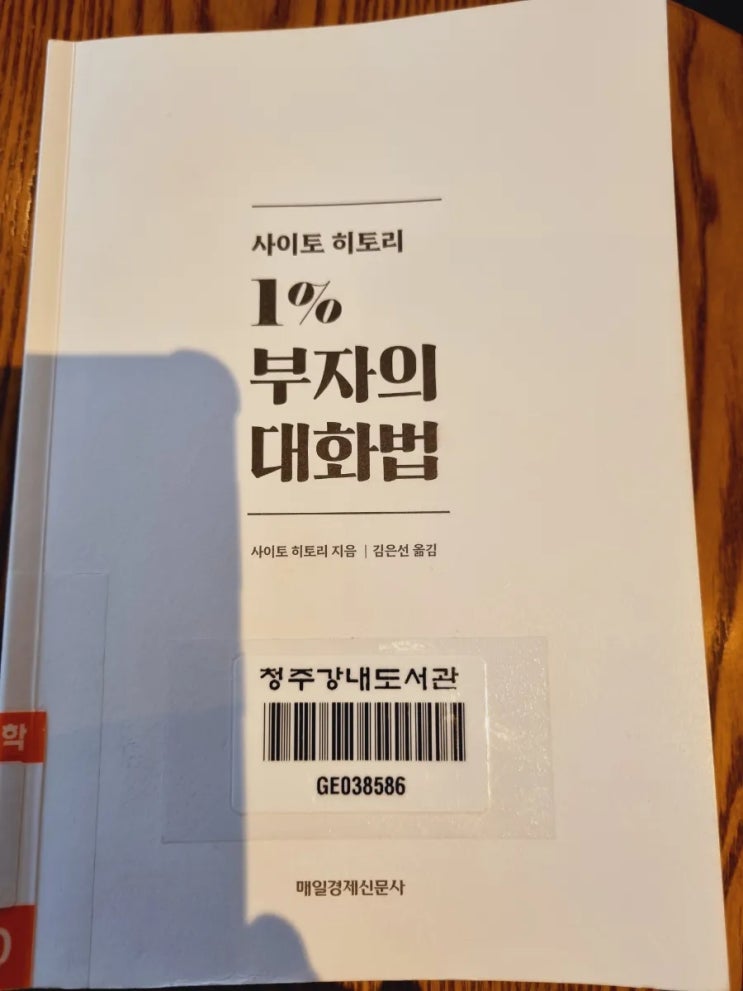 사이토 히토리
1%
부자의
대화법
사이토 히토리 지음 | 김은선 옮김
청주강내도서관
GE038586
매일경제신문사
학